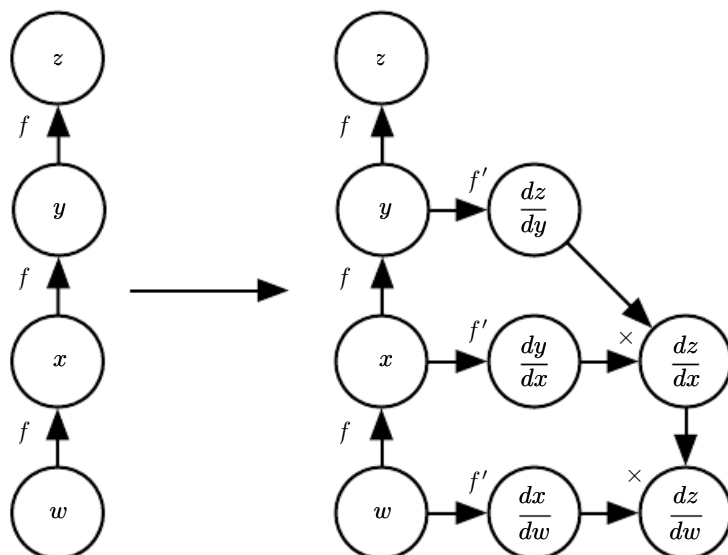 z z
f f
y f' dz/dy
f f
x f' dy/dx × dz/dx
f f
w f' dx/dw × dz/dw